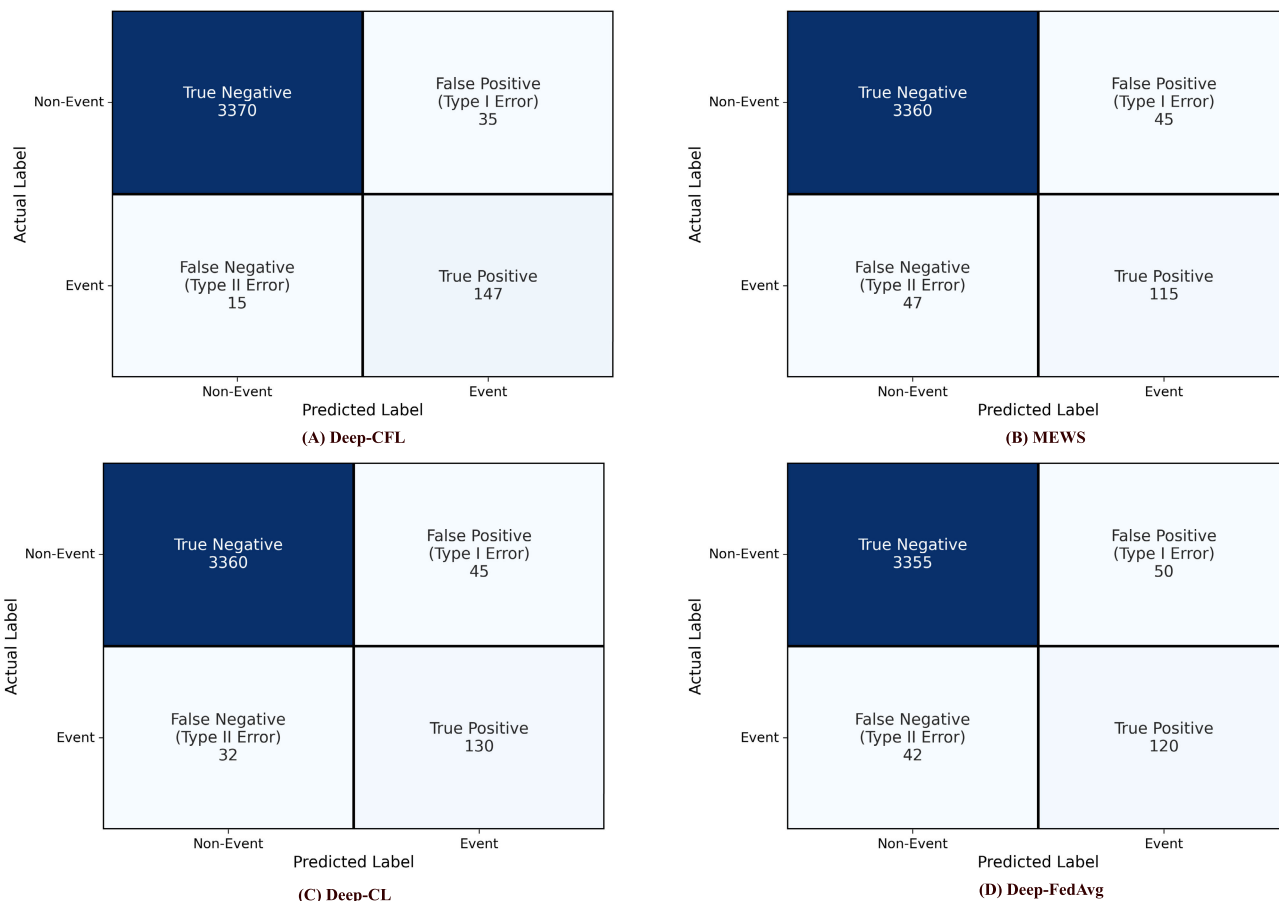 True Negative
3370
False Positive
(Type I Error)
35
Non-Event
Actual Label
False Negative
(Type II Error)
15
True Positive
147
Event
Non-Event
Event
Predicted Label
(A) Deep-CFL
True Negative
3360
False Positive
(Type I Error)
45
Non-Event
Actual Label
False Negative
(Type II Error)
47
True Positive
115
Event
Non-Event
Event
Predicted Label
(B) MEWS
True Negative
3360
False Positive
(Type I Error)
45
Non-Event
Actual Label
False Negative
(Type II Error)
32
True Positive
130
Event
Non-Event
Event
Predicted Label
(C) Deep-CL
True Negative
3355
False Positive
(Type I Error)
50
Non-Event
Actual Label
False Negative
(Type II Error)
42
True Positive
120
Event
Non-Event
Event
Predicted Label
(D) Deep-FedAvg